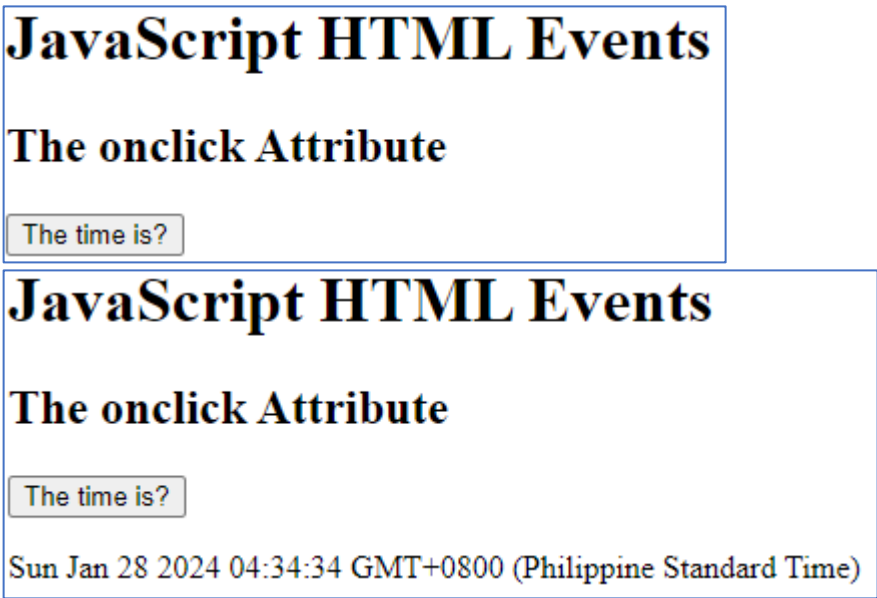 JavaScript HTML Events
The onclick Attribute
The time is?
JavaScript HTML Events
The onclick Attribute
The time is?
Sun Jan 28 2024 04:34:34 GMT+0800 (Philippine Standard Time)